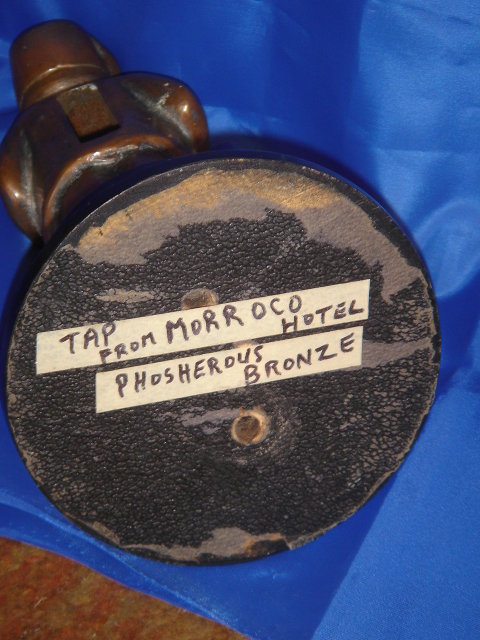 TAP FROM MORROCO HOTEL
PHOSHEROUS BRONZE